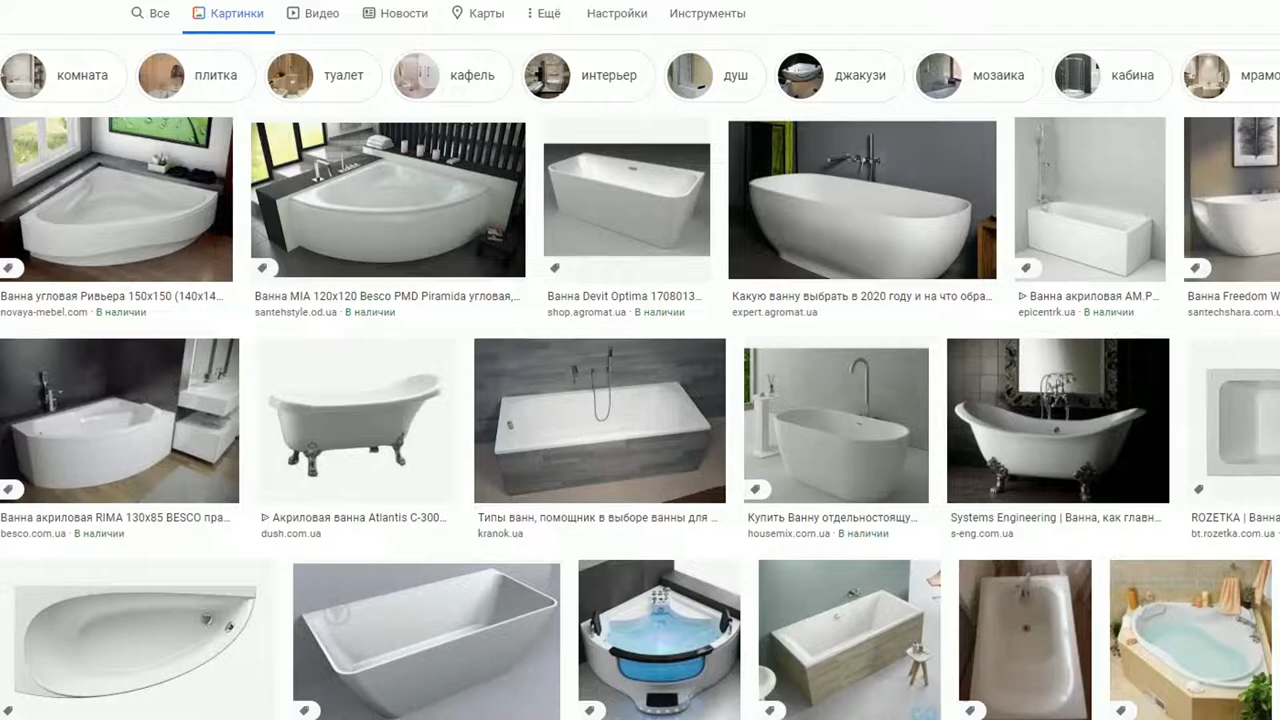 Все Картинки Видео Новости Карты Ещё Настройки Инструменты
комната плитка туалет кафель интерьер душ джакузи мозаика кабина мрамо
Ванна угловая Ривьера 150x150 (140x14...
novaya-mebel.com · В наличии
Ванна MIA 120x120 Besco PMD Piramida угловая,...
santehstyle.od.ua · В наличии
Ванна Devit Optima 1708013...
shop.agromat.ua · В наличии
Какую ванну выбрать в 2020 году и на что обра...
expert.agromat.ua
ᐉ Ванна акриловая AM.P...
epicentrk.ua · В наличии
Ванна Freedom W
santechshara.com.u
Ванна акриловая RIMA 130x85 BESCO пра...
besco.com.ua · В наличии
ᐉ Акриловая ванна Atlantis C-300...
dush.com.ua
Типы ванн, помощник в выборе ванны для ...
kranok.ua
Купить Ванну отдельностоящу...
housemix.com.ua · В наличии
Systems Engineering | Ванна, как главн...
s-eng.com.ua
ROZETKA | Ванна
bt.rozetka.com.ua